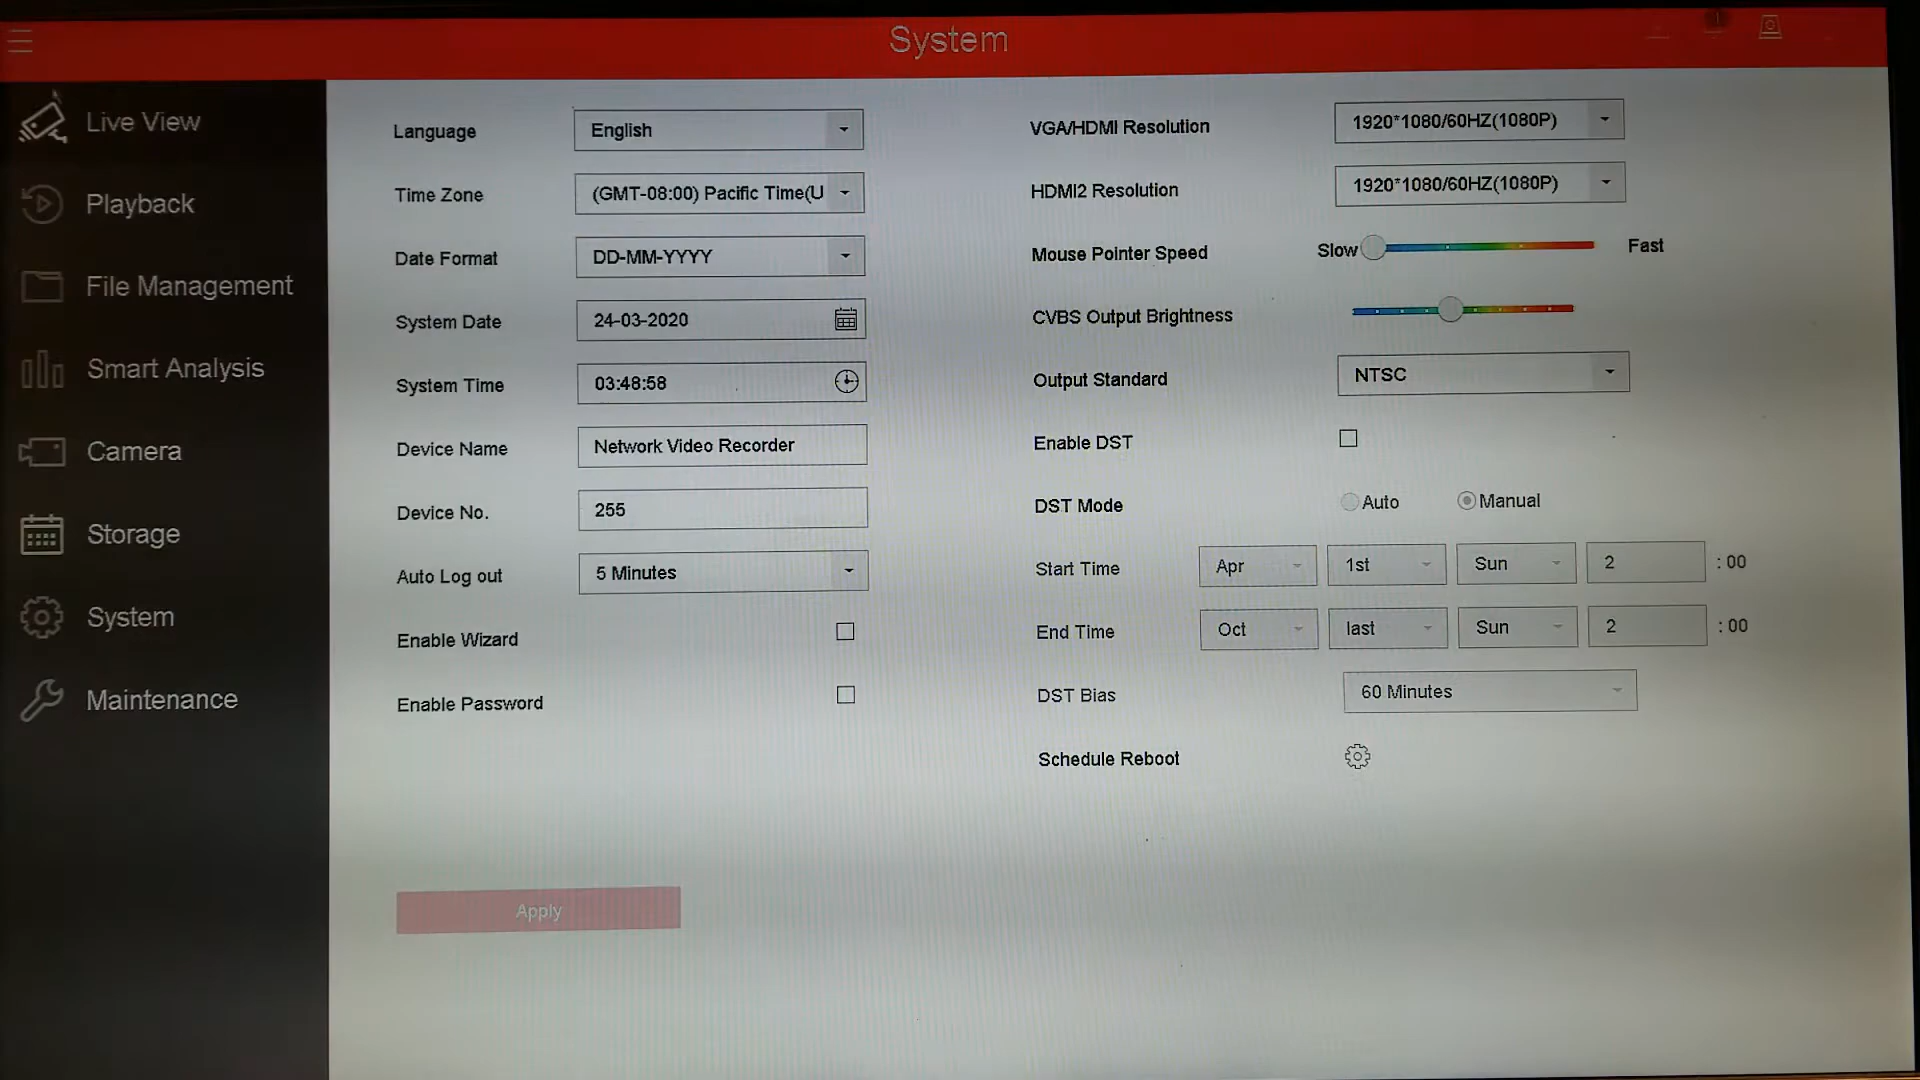 System
Live View
Playback
File Management
Smart Analysis
Camera
Storage
System
Maintenance
Language English
Time Zone (GMT-08:00) Pacific Time(U
Date Format DD-MM-YYYY
System Date 24-03-2020
System Time 03:48:58
Device Name Network Video Recorder
Device No. 255
Auto Log out 5 Minutes
Enable Wizard
Enable Password
VGA/HDMI Resolution 1920*1080/60HZ(1080P)
HDMI2 Resolution 1920*1080/60HZ(1080P)
Mouse Pointer Speed Slow Fast
CVBS Output Brightness
Output Standard NTSC
Enable DST
DST Mode Auto Manual
Start Time Apr 1st Sun 2 : 00
End Time Oct last Sun 2 : 00
DST Bias 60 Minutes
Schedule Reboot
Apply